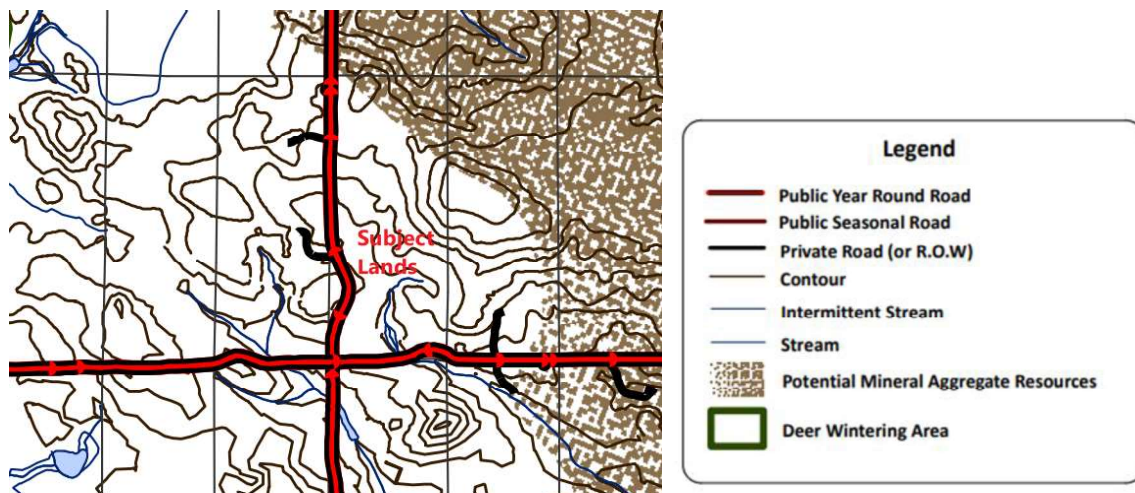 Subject
Lands
Legend
Public Year Round Road
Public Seasonal Road
Private Road (or R.O.W)
Contour
Intermittent Stream
Stream
Potential Mineral Aggregate Resources
Deer Wintering Area